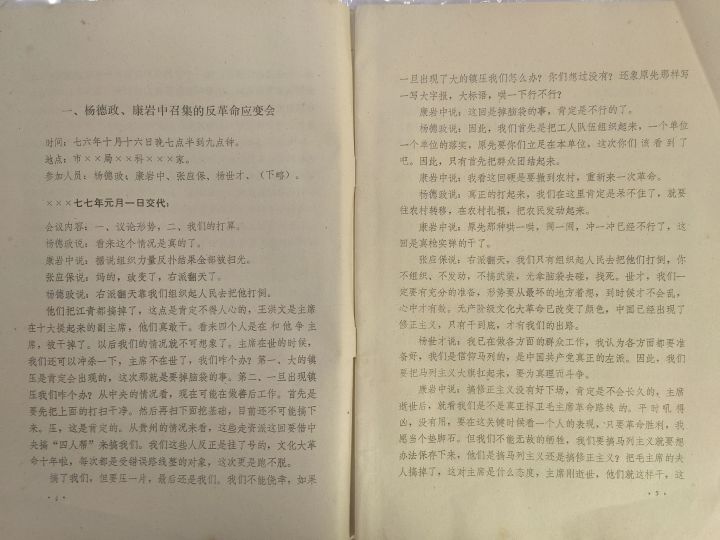 一、杨德政、康岩中召集的反革命应变会
时间：七六年十月十六日晚七点半到九点钟。
地点：市××局××科×××家。
参加人员：杨德政、康岩中、张应保、杨世才、（下略）。
×××七七年元月一日交代：
会议内容：一、议论形势，二、我们的打算。
杨德政说：看来这个情况是真的了。
康岩中说：据说组织力量反扑结果全部被扫光。
张应保说：妈的，政变了，右派翻天了。
杨德政说：右派翻天靠我们组织起人民去把他打倒。
他们把江青都搞掉了，这点是肯定不得人心的，王洪文是主席
在十大提起来的副主席，他们真敢干。看来四个人是在和他争主
席，被干掉了。以后我们的情况就不可想象了。主席在世的时候，
我们还可以冲杀一下，主席不在世了，我们咋个办？第一、大的镇
压是肯定会出现的，这次那就是要掉脑袋的事。第二、一旦出现镇
压我们咋个办？从中央的情况看，现在可能在做善后工作。首先是
要先把上面的打扫干净。然后再扫下面挖基础，目前还不可能搞下
来。压，这是肯定的。从贵州的情况来看，这些走资派这回要借中
央搞“四人帮”来搞我们。我们这些人反正是挂了号的，文化大革
命十年啦，每次都是受错误路线整的对象，这次更是跑不脱。
搞了我们，但要压一片，最后还是我们。我们不能侥幸，如果
·4·
一旦出现了大的镇压我们怎么办？你们想过没有？还象原先那样写
一写大字报，大标语，哄一下行不行？
康岩中说：这回是掉脑袋的事，肯定是不行的了。
杨德政说：因此，我们首先是把工人队伍组织起来，一个单位
一个单位的落实，原先要你们立足在本单位，这次你们该看到了
吧。因此，只有首先把群众团结起来。
康岩中说：我看这回硬是要撤到农村，重新来一次革命。
杨德政说：真正的打起来，我们在这里肯定是呆不住了，就要
往农村转移，在农村扎根，把农民发动起来。
康岩中说：原先那种哄一哄，闹一闹，冲一冲已经不行了，这
回是真枪实弹的干了。
张应保说：右派翻天，我们只有组织起人民去把他们打倒，你
不组织、不发动，不搞武装，光拿脑袋去碰，找死。世才，我们一
定要有充分的准备，形势要从最坏的地方着想，到时候才不会乱，
心中才有数。无产阶级文化大革命已改变了颜色，中国已经出现了
修正主义，只有干到底，才有我们的出路。
杨世才说：我已在做各方面的群众工作，我认为各方面都要准
备好，我们是信仰马列的，是中国共产党真正的左派。因此，我们
要把马列主义大旗扛起来，要为真理而斗争。
康岩中说：搞修正主义没有好下场，肯定是不会长久的，主席
逝世后，就看我们是不是真正捍卫毛主席革命路线的。平时吼得
凶，没有用，要在这关键时候看一个人的表现，只要革命胜利，我
愿当个垫脚石。但我们不能无故的牺牲，我们要搞马列主义就要想
办法保存下来，他们是搞马列主义还是搞修正主义？把毛主席的夫
人搞掉了，这对主席是什么态度，主席刚逝世，他们就这样干，这
·5·